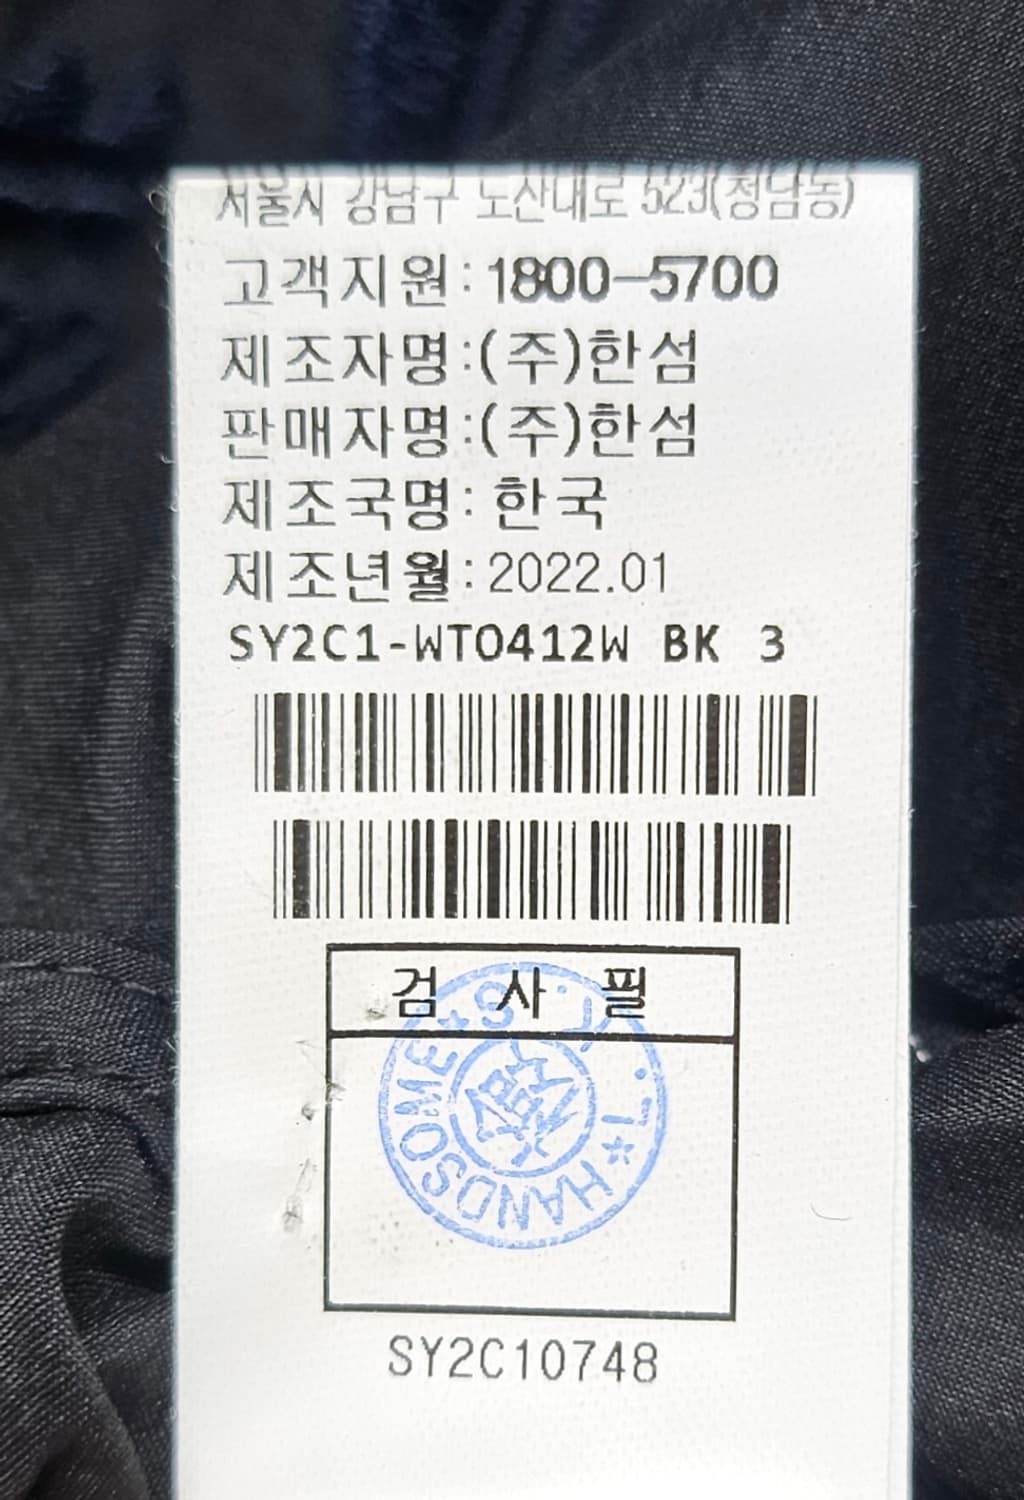 서울시 강남구 도산대로 523(청담동)
고객지원:1800-5700
제조자명:(주)한섬
판매자명:(주)한섬
제조국명: 한국
제조년월:2022.01
SY2C1-WTO412W BK 3
검 사 필
HANDSOME
SY2C10748